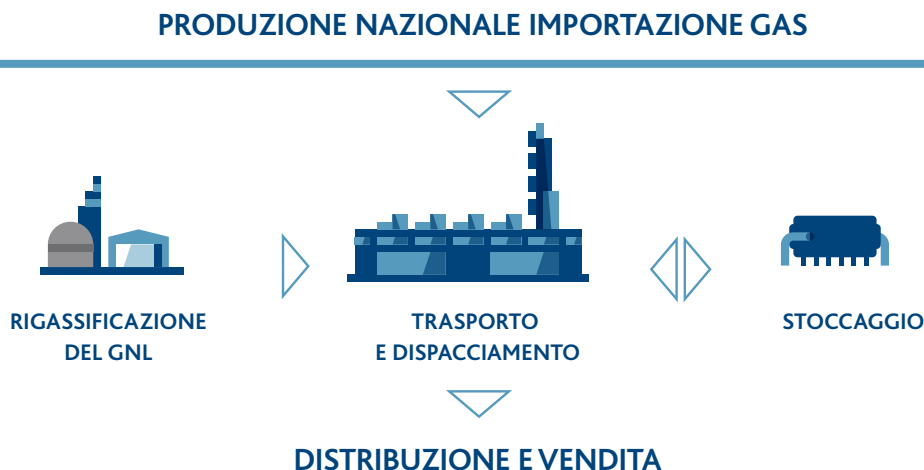 PRODUZIONE NAZIONALE IMPORTAZIONE GAS
RIGASSIFICAZIONE
DEL GNL
TRASPORTO
E DISPACCIAMENTO
STOCCAGGIO
DISTRIBUZIONE E VENDITA